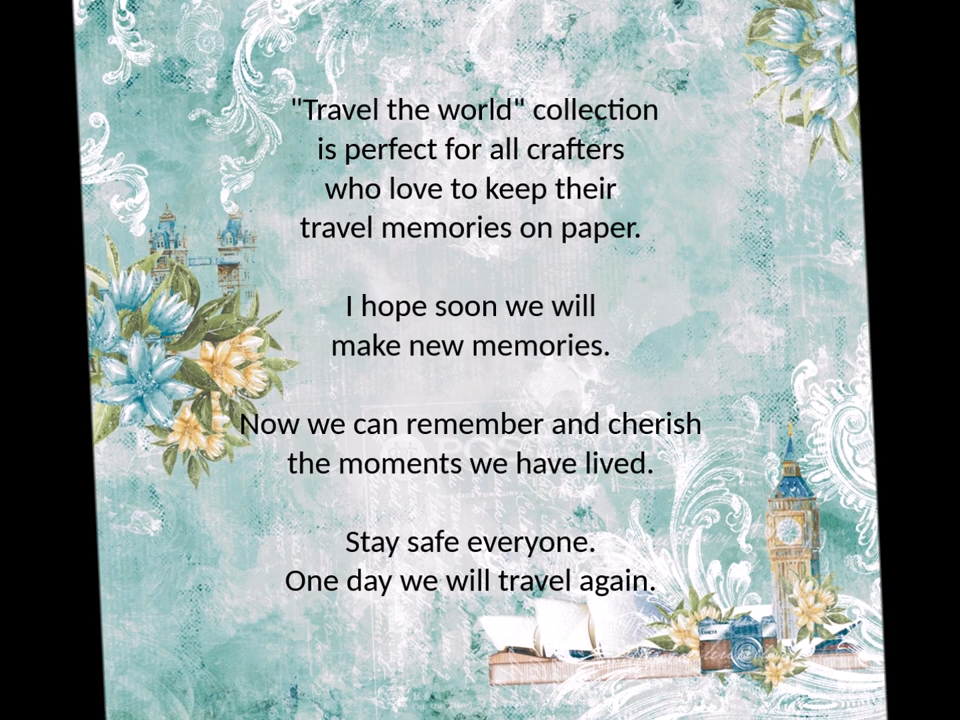 "Travel the world" collection
is perfect for all crafters
who love to keep their
travel memories on paper.
I hope soon we will
make new memories.
Now we can remember and cherish
the moments we have lived.
Stay safe everyone.
One day we will travel again.